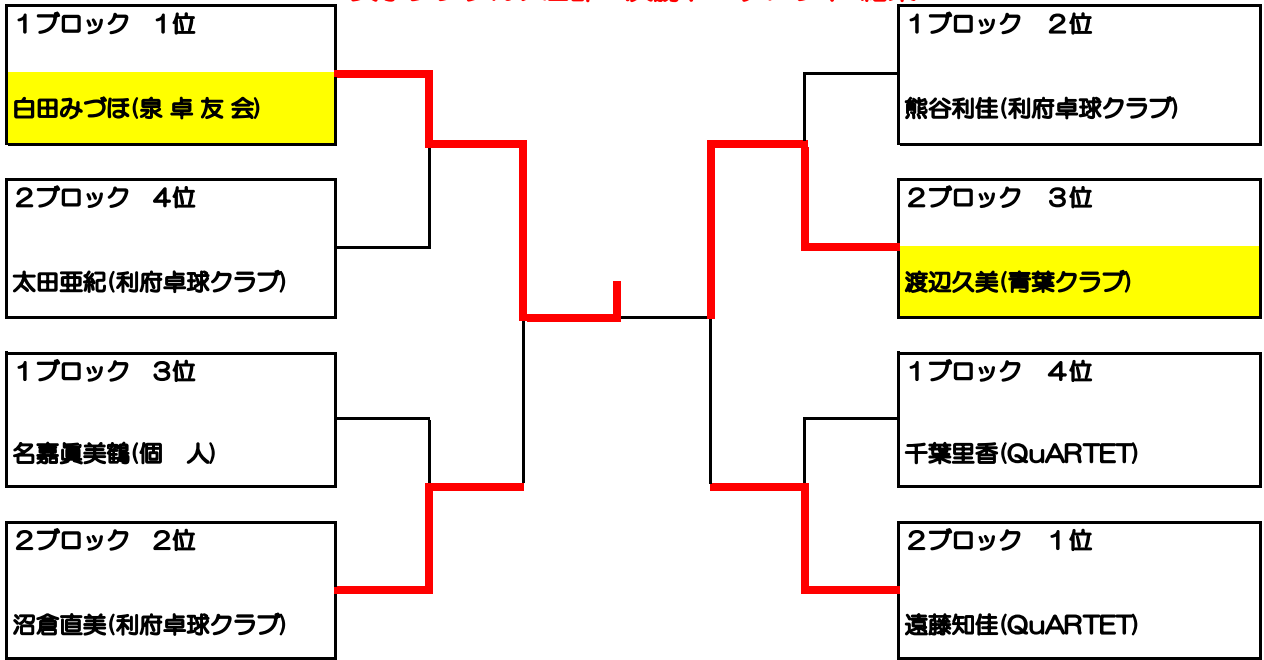 １ブロック　１位
白田みづほ(泉 卓 友 会)
２ブロック　４位
太田亜紀(利府卓球クラブ)
１ブロック　３位
名嘉眞美鶴(個　人)
２ブロック　２位
沼倉直美(利府卓球クラブ)
１ブロック　２位
熊谷利佳(利府卓球クラブ)
２ブロック　３位
渡辺久美(青葉クラブ)
１ブロック　４位
千葉里香(QuARTET)
２ブロック　１位
遠藤知佳(QuARTET)